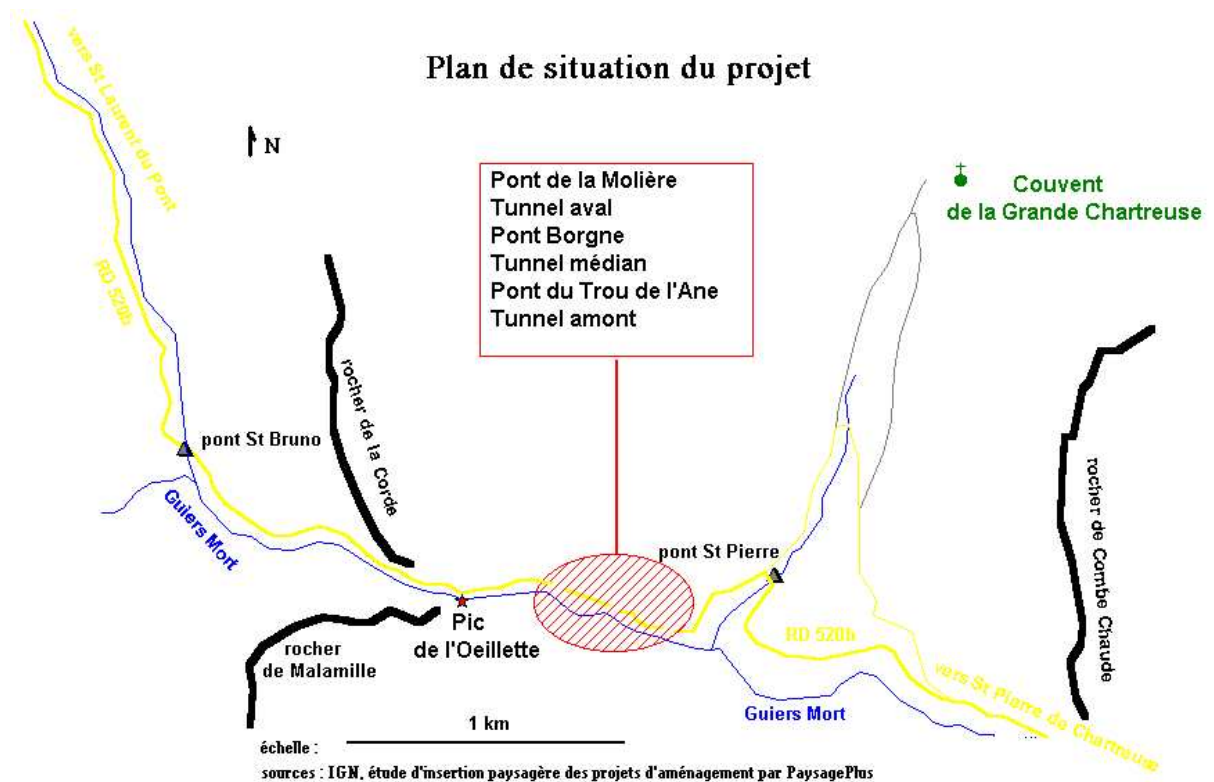 Plan de situation du projet
vers St Laurent du Pont
N
Pont de la Molière
Tunnel aval
Pont Borgne
Tunnel médian
Pont du Trou de l'Ane
Tunnel amont
Couvent
de la Grande Chartreuse
RD 520b
rocher de la Corde
pont St Bruno
Guiers Mort
pont St Pierre
rocher de Combe Chaude
Pic
de l'Oeillette
rocher
de Malamille
RD 520b
vers St Pierre de Chartreuse
Guiers Mort
1 km
échelle :
sources : IGN, étude d'insertion paysagère des projets d'aménagement par PaysagePlus